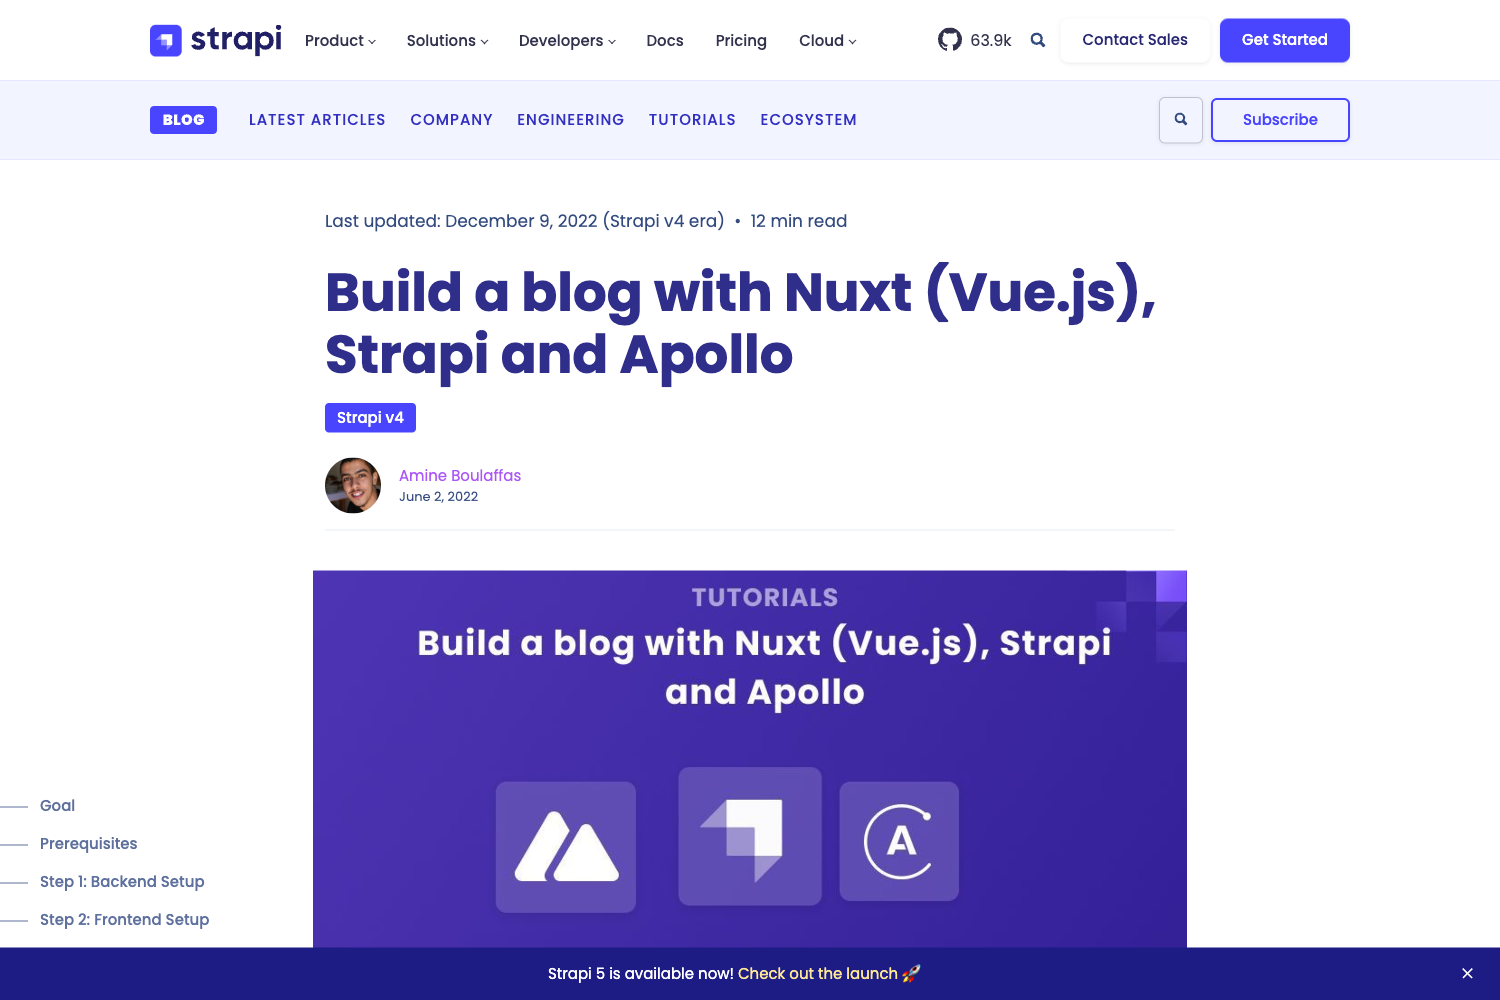 strapi Product Solutions Developers Docs Pricing Cloud 63.9k Contact Sales Get Started
BLOG LATEST ARTICLES COMPANY ENGINEERING TUTORIALS ECOSYSTEM Subscribe
Last updated: December 9, 2022 (Strapi v4 era) • 12 min read
Build a blog with Nuxt (Vue.js),
Strapi and Apollo
Strapi v4
Amine Boulaffas
June 2, 2022
TUTORIALS
Build a blog with Nuxt (Vue.js), Strapi
and Apollo
A
Goal
Prerequisites
Step 1: Backend Setup
Step 2: Frontend Setup
Strapi 5 is available now! Check out the launch 🚀